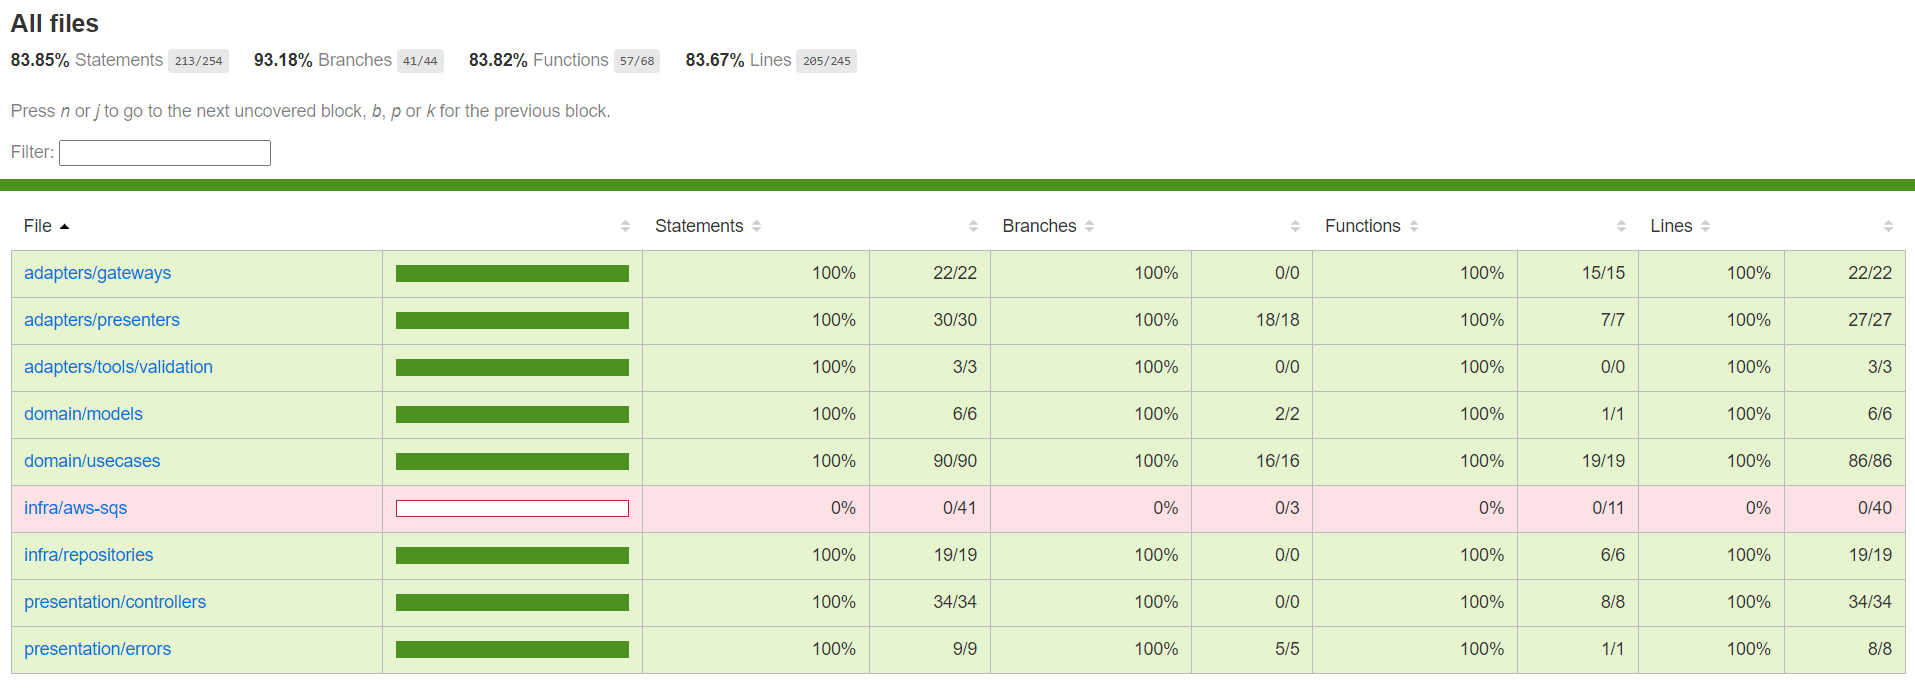 All files
83.85% Statements 213/254 93.18% Branches 41/44 83.82% Functions 57/68 83.67% Lines 205/245
Press n or j to go to the next uncovered block, b, p or k for the previous block.
Filter:
File Statements Branches Functions Lines
adapters/gateways 100% 22/22 100% 0/0 100% 15/15 100% 22/22
adapters/presenters 100% 30/30 100% 18/18 100% 7/7 100% 27/27
adapters/tools/validation 100% 3/3 100% 0/0 100% 0/0 100% 3/3
domain/models 100% 6/6 100% 2/2 100% 1/1 100% 6/6
domain/usecases 100% 90/90 100% 16/16 100% 19/19 100% 86/86
infra/aws-sqs 0% 0/41 0% 0/3 0% 0/11 0% 0/40
infra/repositories 100% 19/19 100% 0/0 100% 6/6 100% 19/19
presentation/controllers 100% 34/34 100% 0/0 100% 8/8 100% 34/34
presentation/errors 100% 9/9 100% 5/5 100% 1/1 100% 8/8